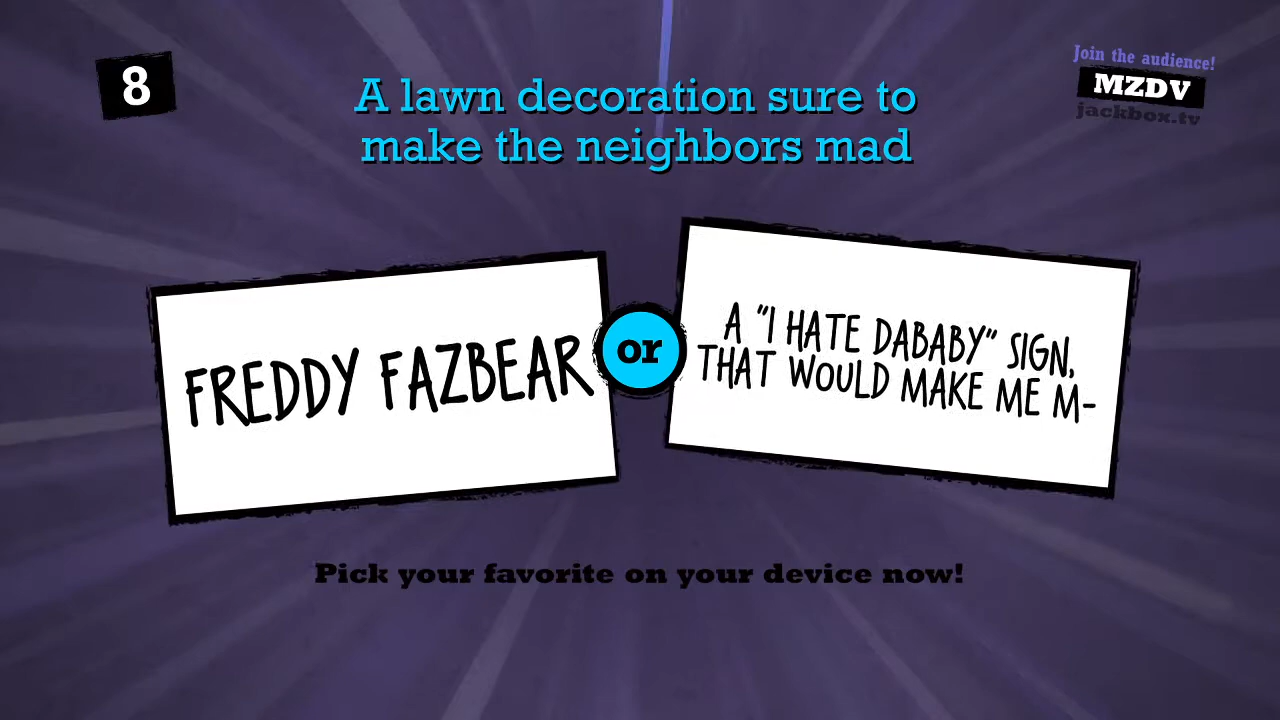 8
A lawn decoration sure to
make the neighbors mad
Join the audience!
MZDV
jackbox.tv
FREDDY FAZBEAR
or
A "I HATE DABABY" SIGN,
THAT WOULD MAKE ME M-
Pick your favorite on your device now!